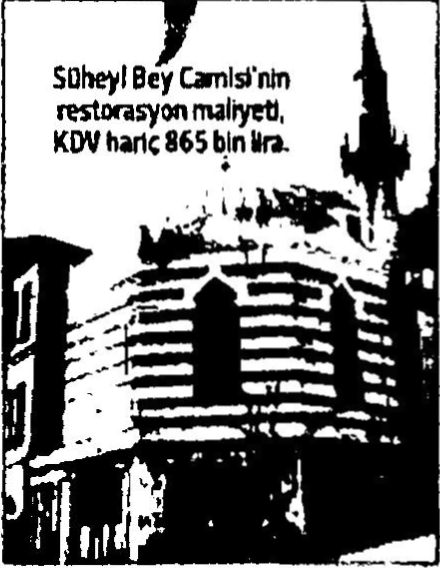 Süheyl Bey Camisi'nin
restorasyon maliyeti,
KDV hariç 865 bin lira.